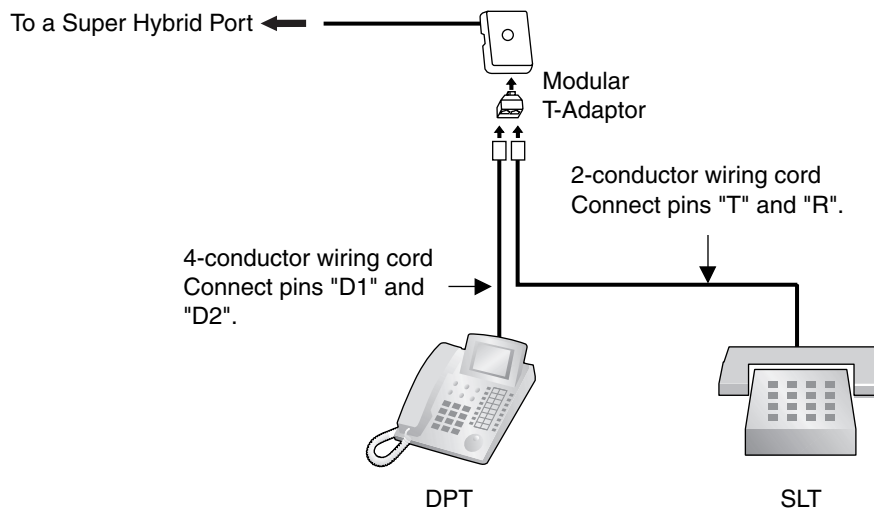 To a Super Hybrid Port
Modular
T-Adaptor
2-conductor wiring cord
Connect pins "T" and "R".
4-conductor wiring cord
Connect pins "D1" and
"D2".
DPT
SLT